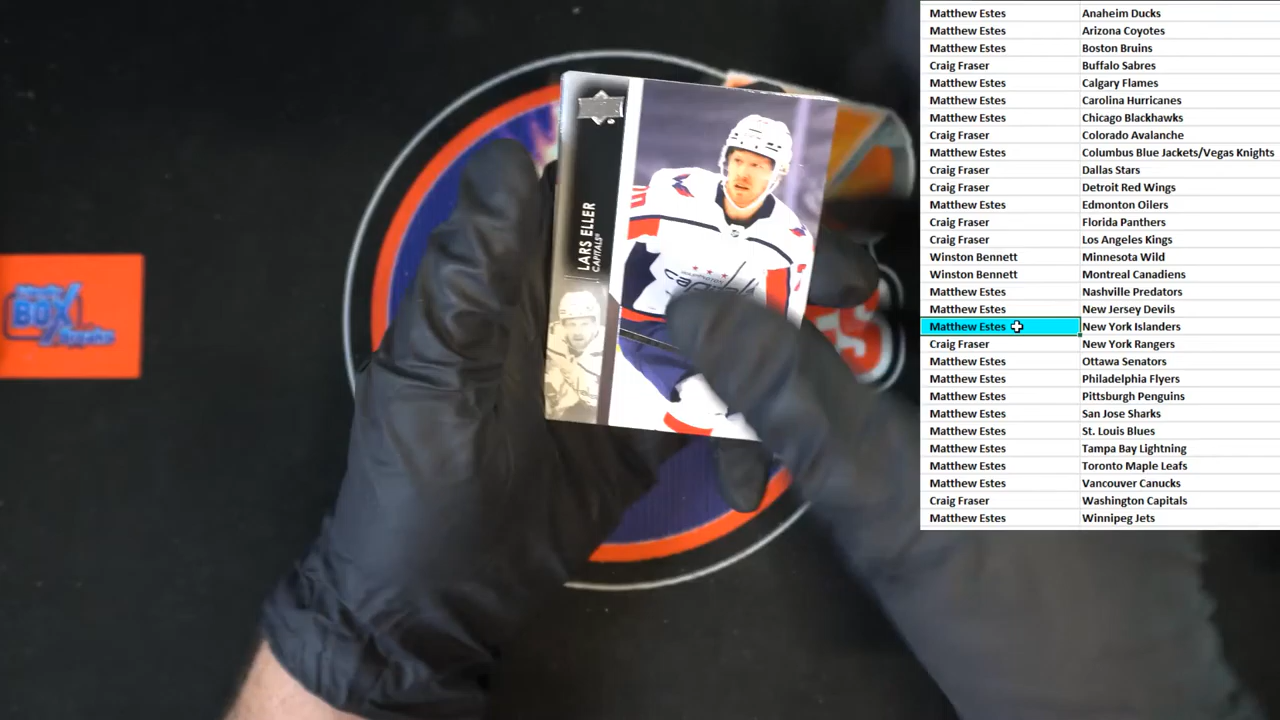 Matthew Estes Anaheim Ducks
Matthew Estes Arizona Coyotes
Matthew Estes Boston Bruins
Craig Fraser Buffalo Sabres
Matthew Estes Calgary Flames
Matthew Estes Carolina Hurricanes
Matthew Estes Chicago Blackhawks
Craig Fraser Colorado Avalanche
Matthew Estes Columbus Blue Jackets/Vegas Knights
Craig Fraser Dallas Stars
Craig Fraser Detroit Red Wings
Matthew Estes Edmonton Oilers
Craig Fraser Florida Panthers
Craig Fraser Los Angeles Kings
Winston Bennett Minnesota Wild
Winston Bennett Montreal Canadiens
Matthew Estes Nashville Predators
Matthew Estes New Jersey Devils
Matthew Estes New York Islanders
Craig Fraser New York Rangers
Matthew Estes Ottawa Senators
Matthew Estes Philadelphia Flyers
Matthew Estes Pittsburgh Penguins
Matthew Estes San Jose Sharks
Matthew Estes St. Louis Blues
Matthew Estes Tampa Bay Lightning
Matthew Estes Toronto Maple Leafs
Matthew Estes Vancouver Canucks
Craig Fraser Washington Capitals
Matthew Estes Winnipeg Jets
LARS ELLER
CAPITALS
BOX